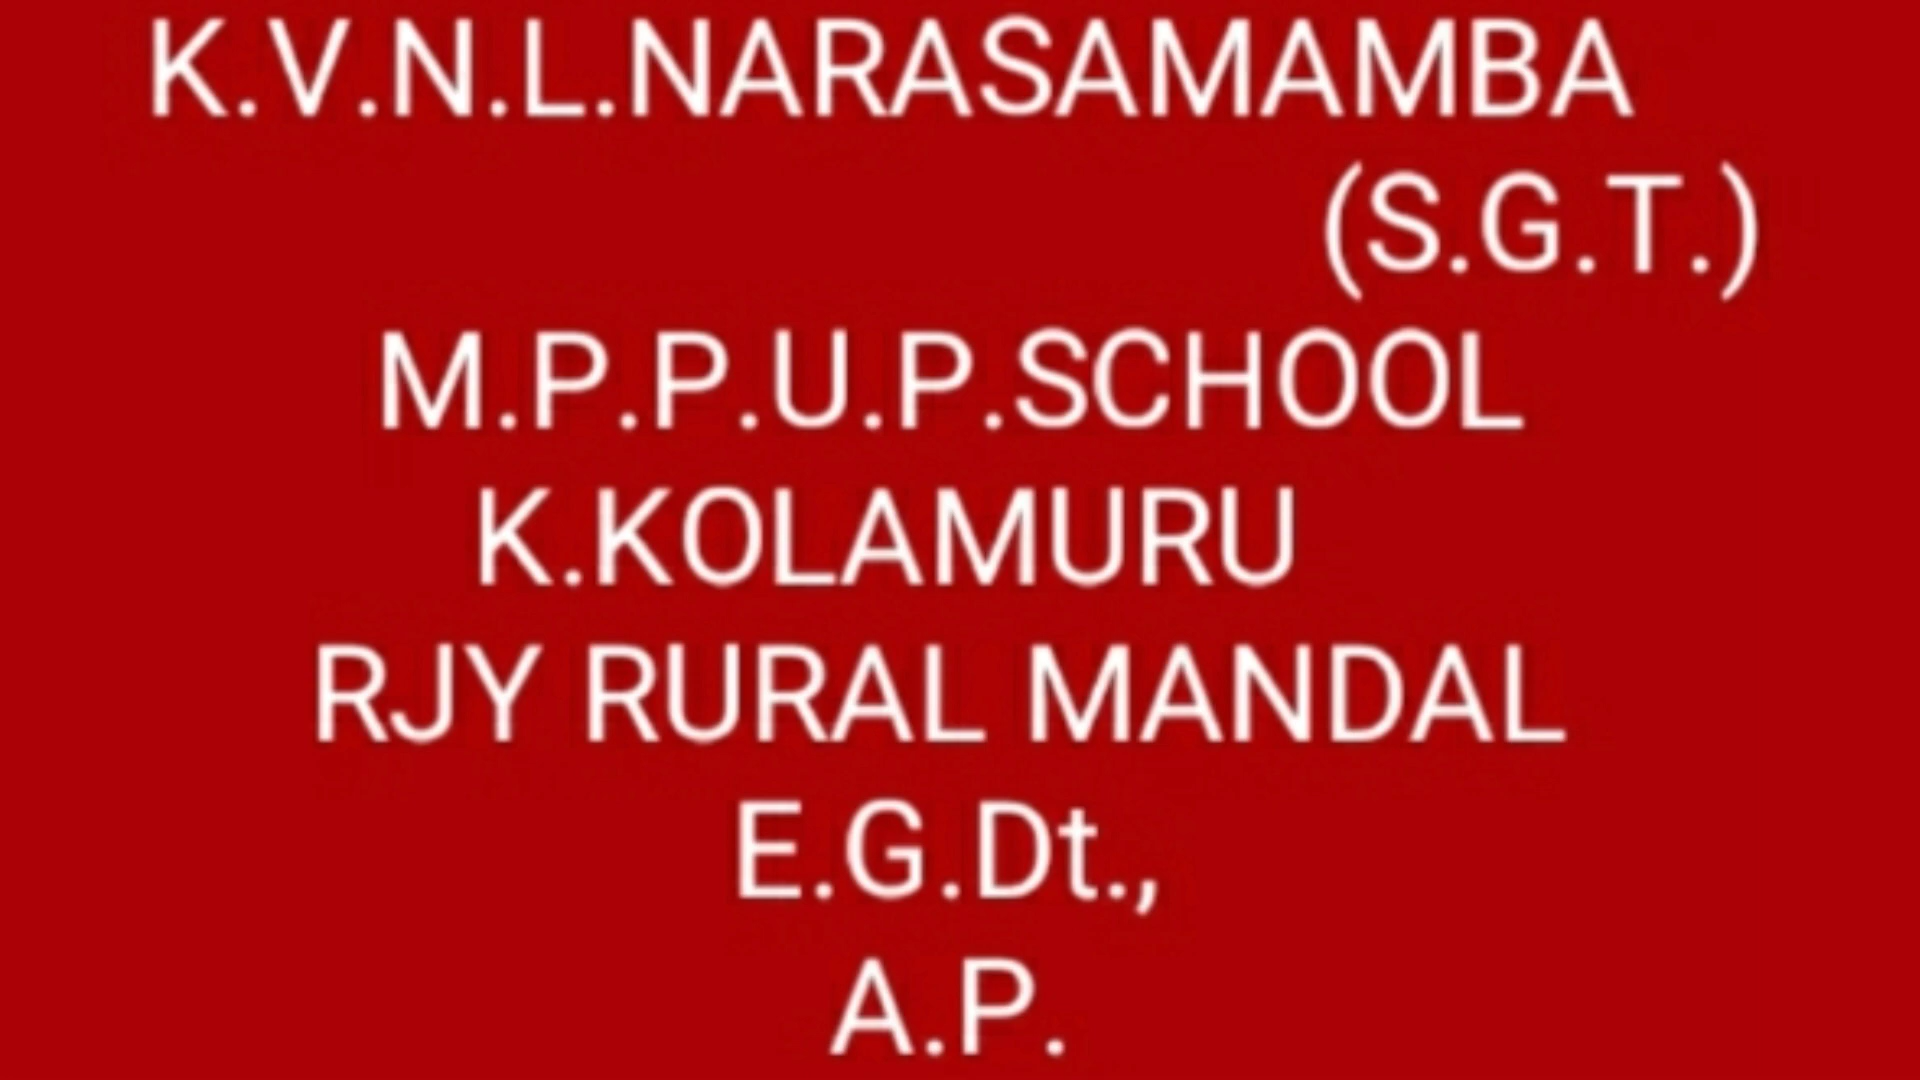 K.V.N.L.NARASAMAMBA
(S.G.T.)
M.P.P.U.P.SCHOOL
K.KOLAMURU
RJY RURAL MANDAL
E.G.Dt.,
A.P.